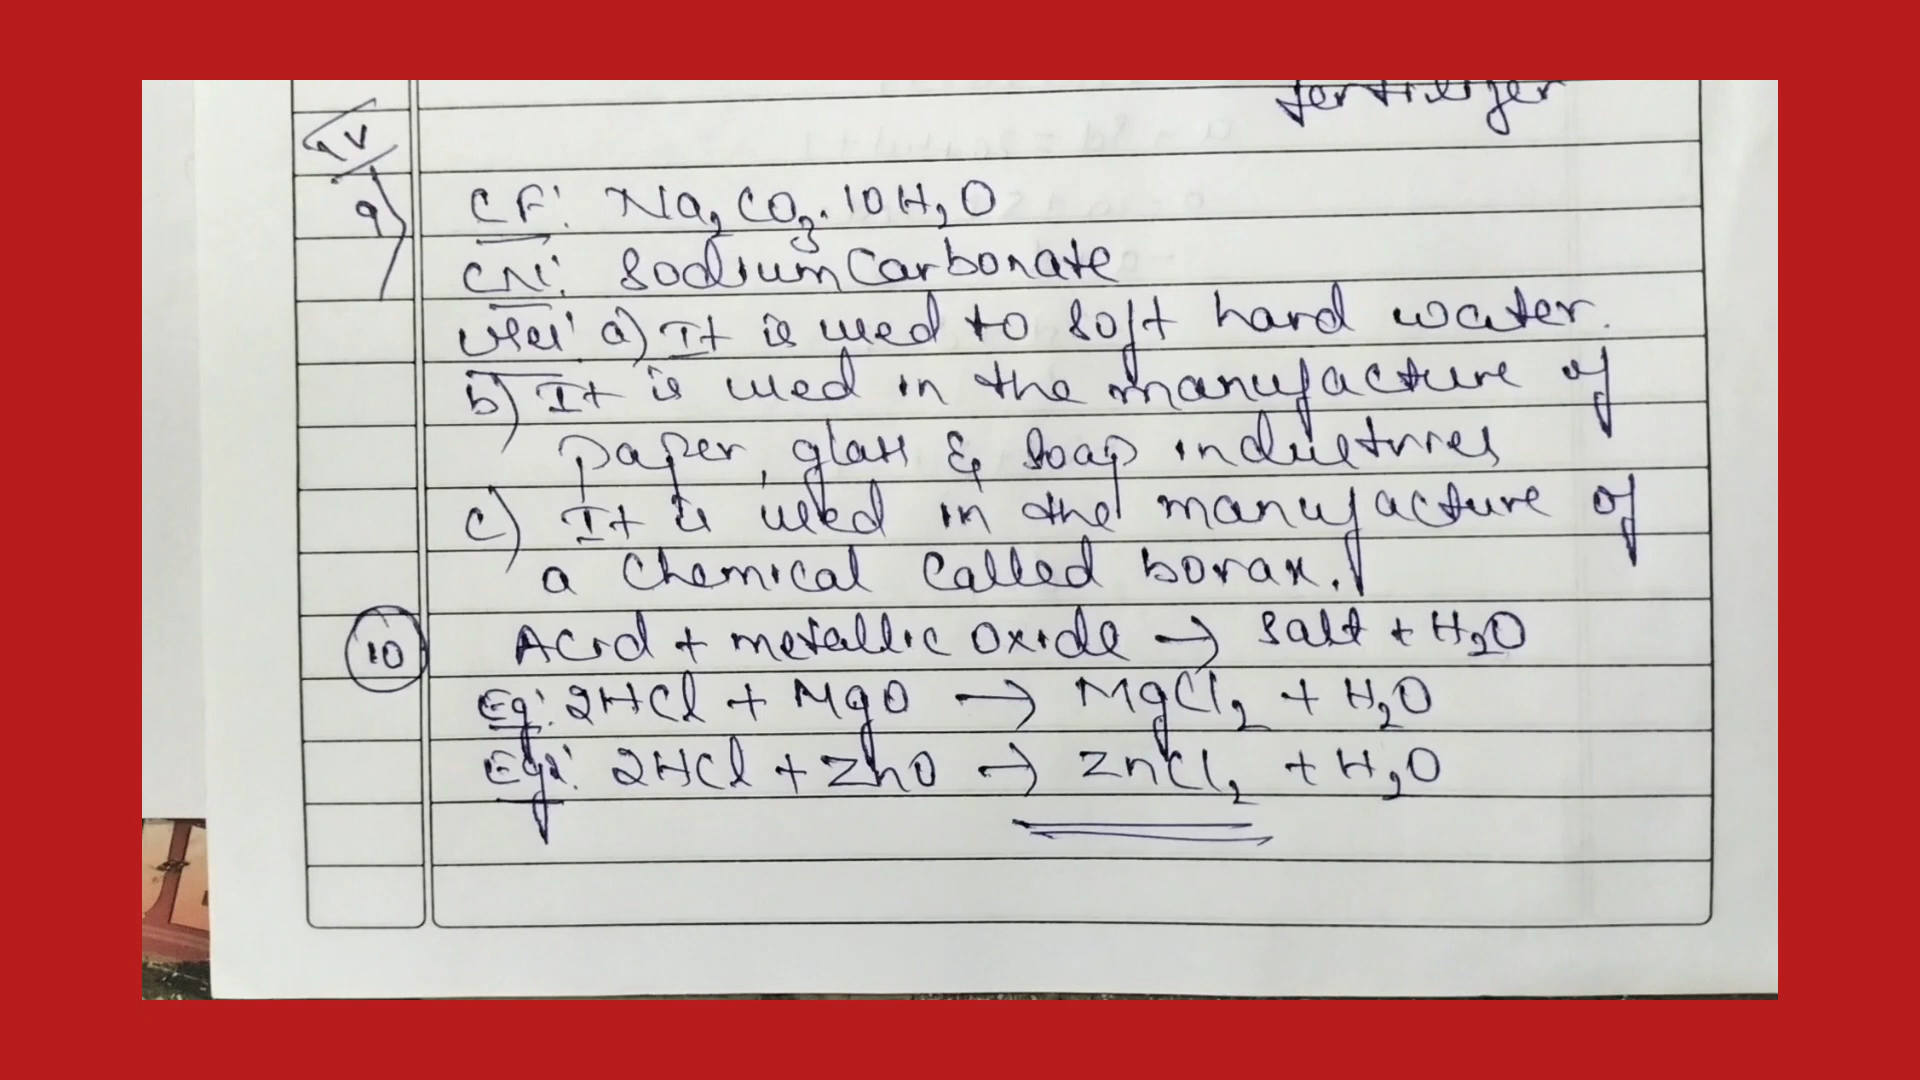 fertilizer
IV
9)
CF: Na2CO3.10H2O
CN: Sodium Carbonate
Uses: a) It is used to soft hard water.
b) It is used in the manufacture of
paper, glass & soap industries
c) It is used in the manufacture of
a chemical called borax.
10 Acid + metallic oxide → salt + H2O
Eg: 2HCl + MgO → MgCl2 + H2O
Eg2: 2HCl + ZnO → ZnCl2 + H2O